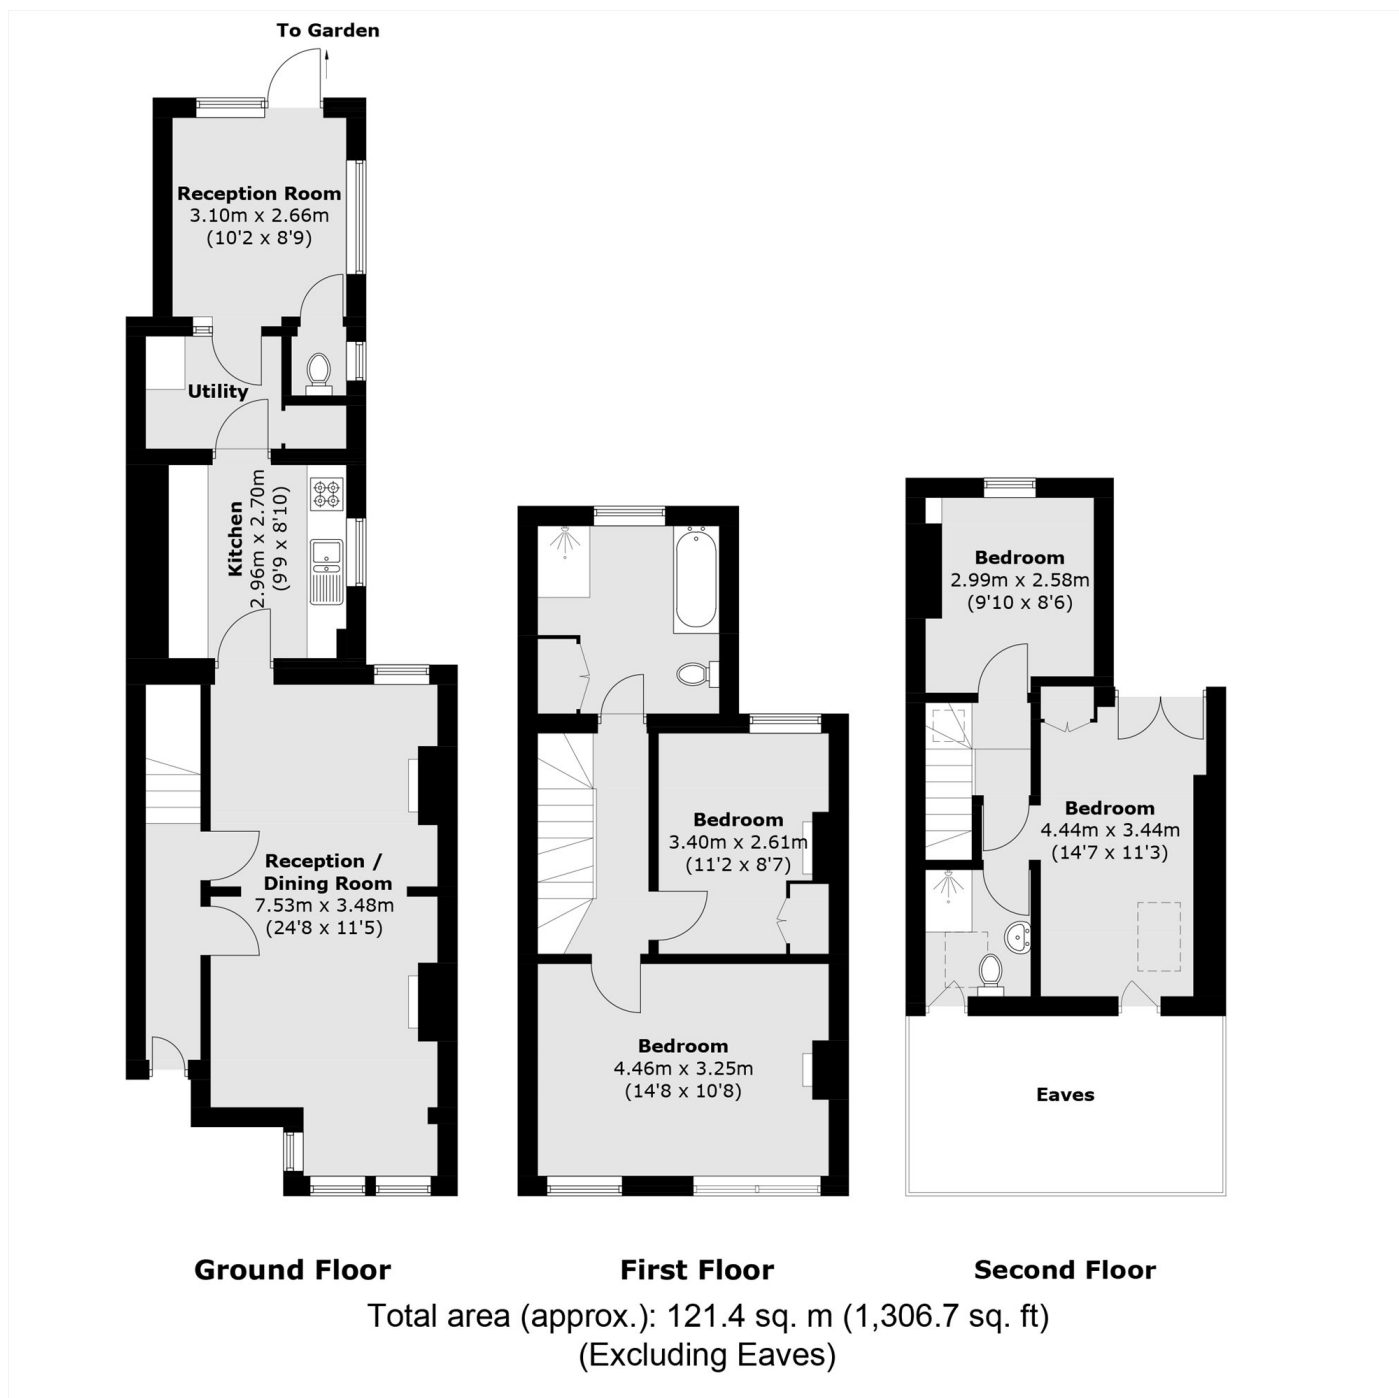 To Garden
Reception Room
3.10m x 2.66m
(10'2 x 8'9)
Utility
Kitchen
2.96m x 2.70m
(9'9 x 8'10)
Reception /
Dining Room
7.53m x 3.48m
(24'8 x 11'5)
Ground Floor
Bedroom
3.40m x 2.61m
(11'2 x 8'7)
Bedroom
4.46m x 3.25m
(14'8 x 10'8)
First Floor
Bedroom
2.99m x 2.58m
(9'10 x 8'6)
Bedroom
4.44m x 3.44m
(14'7 x 11'3)
Eaves
Second Floor
Total area (approx.): 121.4 sq. m (1,306.7 sq. ft)
(Excluding Eaves)